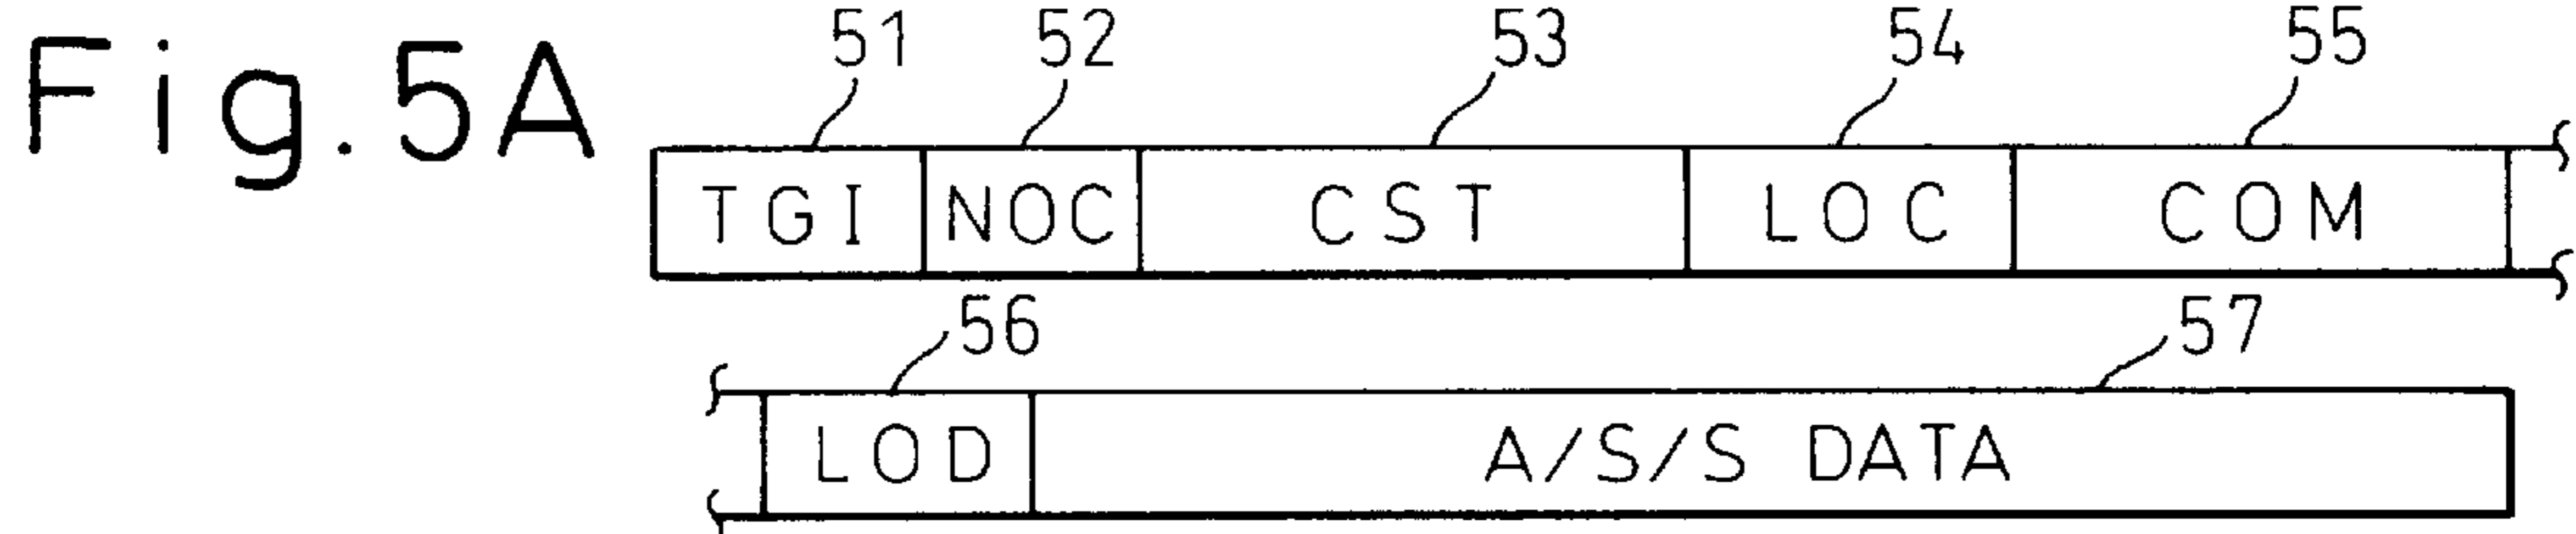 Fig. 5A
51 52 53 54 55
TGI NOC CST LOC COM
56 57
LOD A/S/S DATA